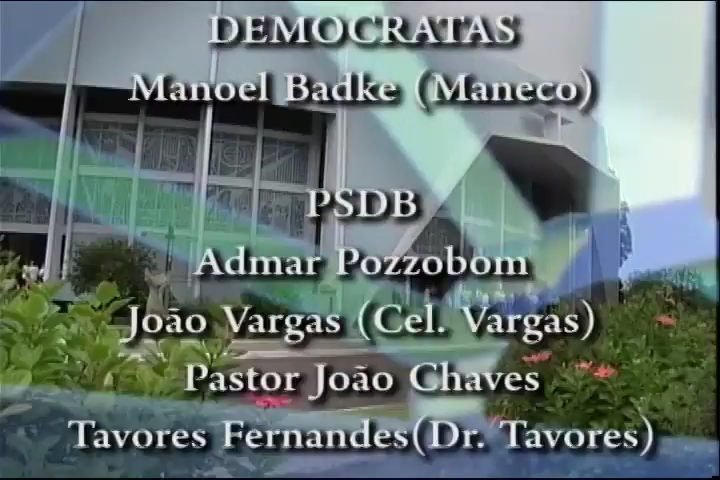 DEMOCRATAS
Manoel Badke (Maneco)
PSDB
Admar Pozzobom
João Vargas (Cel. Vargas)
Pastor João Chaves
Tavores Fernandes(Dr. Tavores)